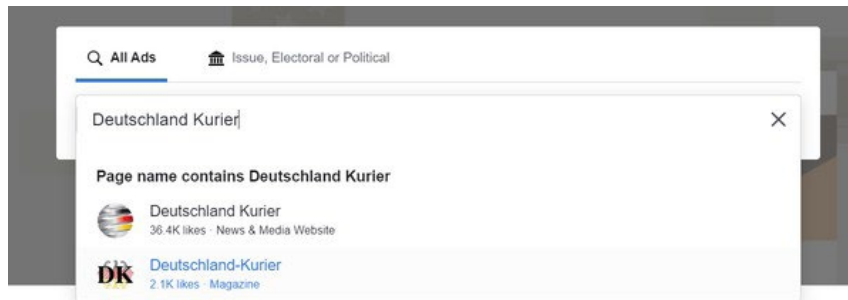 All Ads
Issue, Electoral or Political
Deutschland Kurier
Page name contains Deutschland Kurier
Deutschland Kurier
36.4K likes · News & Media Website
DK
Deutschland-Kurier
2.1K likes · Magazine